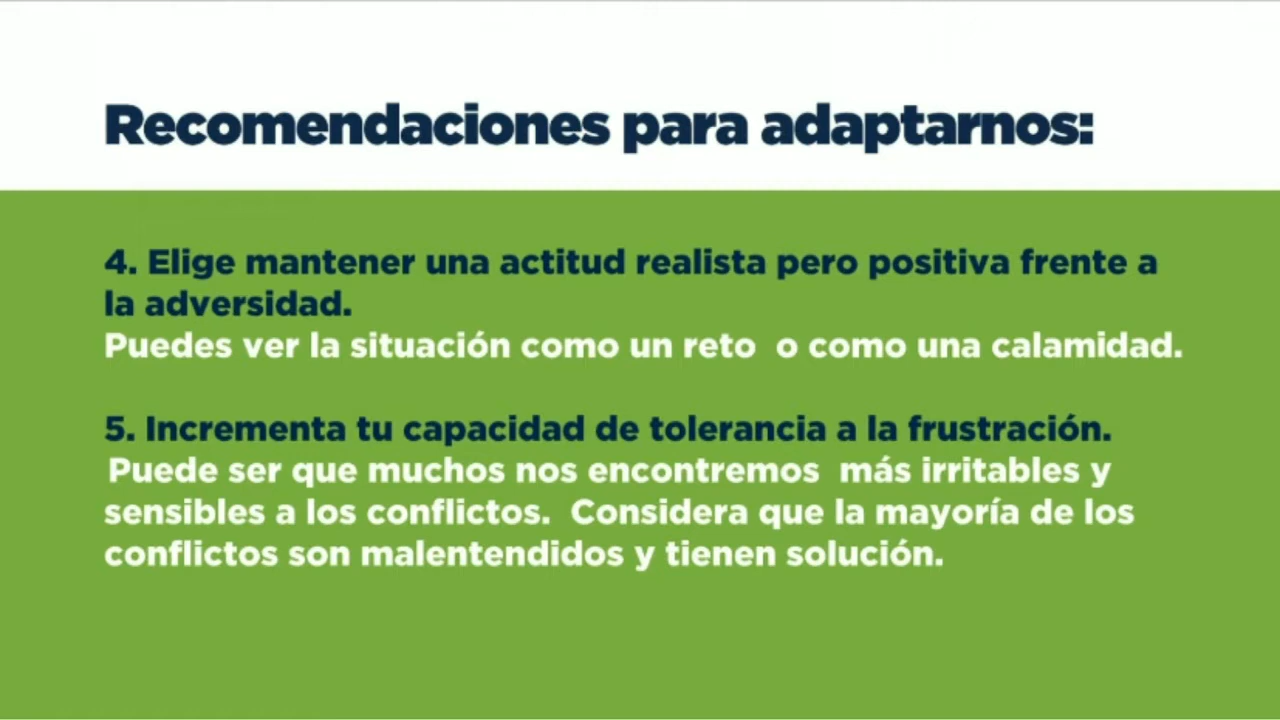 Recomendaciones para adaptarnos:
4. Elige mantener una actitud realista pero positiva frente a
la adversidad.
Puedes ver la situación como un reto  o como una calamidad.
5. Incrementa tu capacidad de tolerancia a la frustración.
Puede ser que muchos nos encontremos  más irritables y
sensibles a los conflictos.  Considera que la mayoría de los
conflictos son malentendidos y tienen solución.